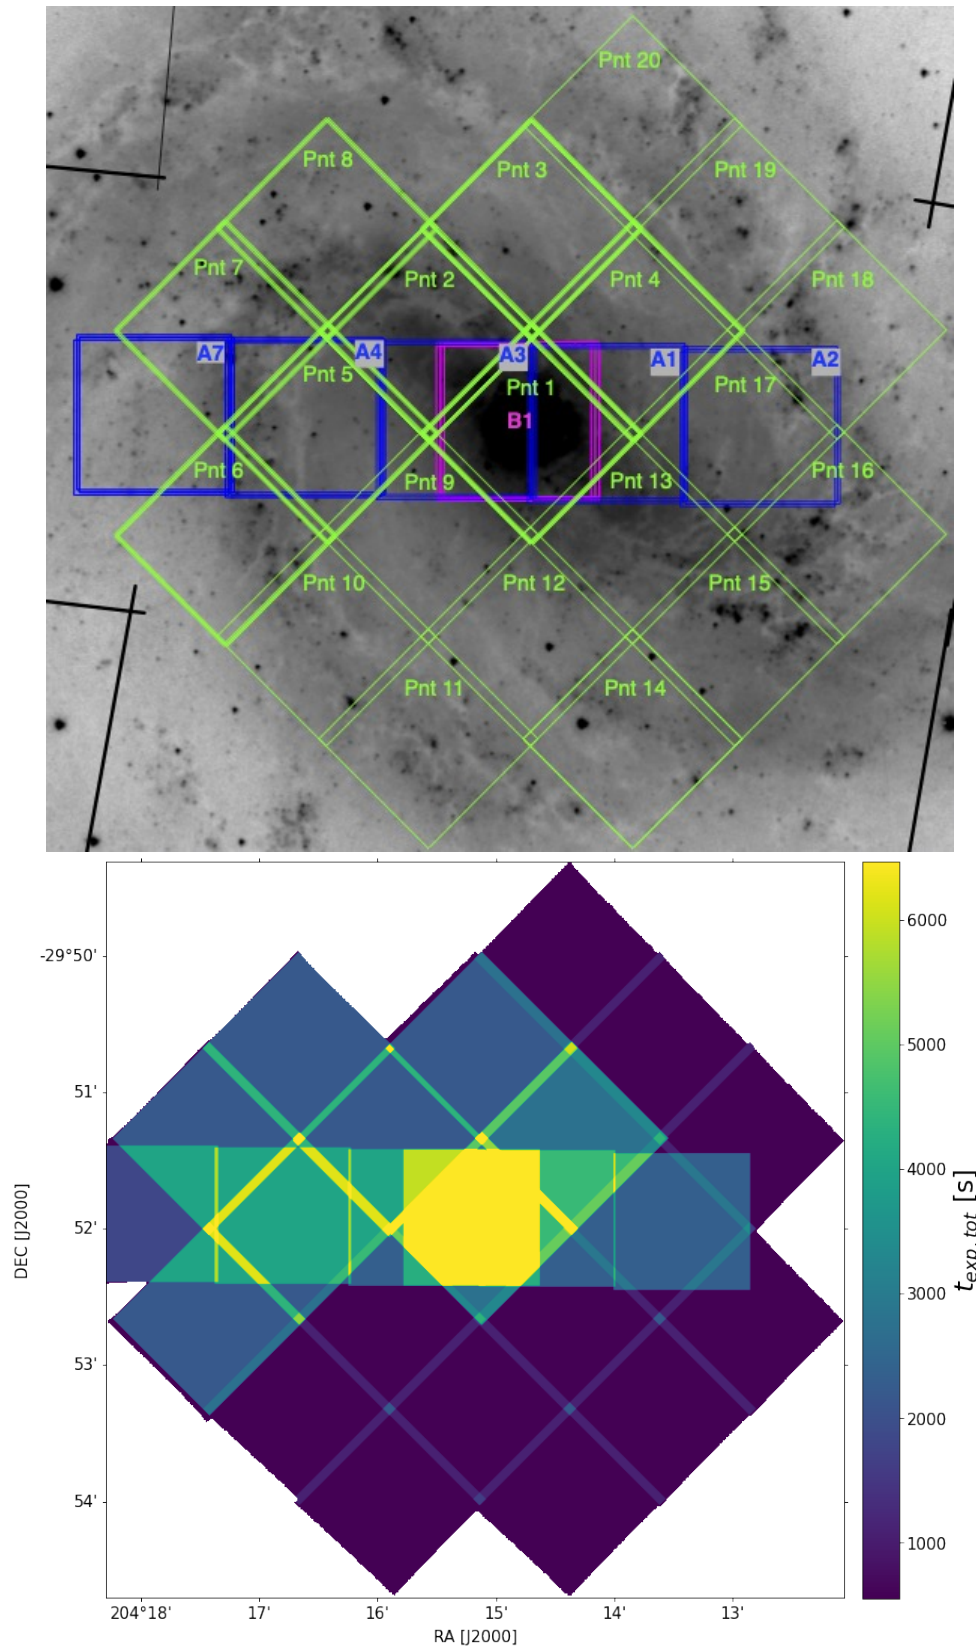 Pnt 20
Pnt 8
Pnt 3
Pnt 19
Pnt 7
Pnt 2
Pnt 4
Pnt 18
A7
A4
A3
A1
A2
Pnt 5
Pnt 1
Pnt 17
B1
Pnt 6
Pnt 9
Pnt 13
Pnt 16
Pnt 10
Pnt 12
Pnt 15
Pnt 11
Pnt 14
-29°50'
51'
52'
53'
54'
DEC [J2000]
204°18'
17'
16'
15'
14'
13'
RA [J2000]
6000
5000
4000
3000
2000
1000
t_exp,tot [s]